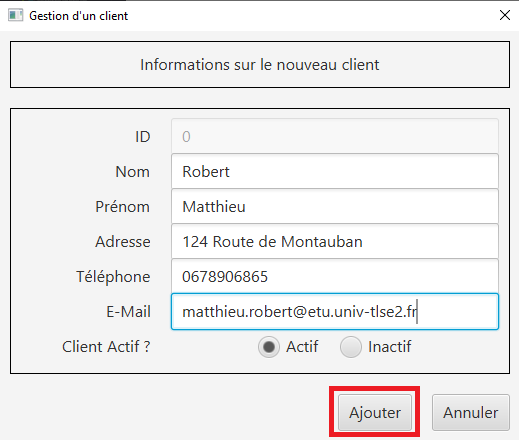 Gestion d'un client
Informations sur le nouveau client
ID 0
Nom Robert
Prénom Matthieu
Adresse 124 Route de Montauban
Téléphone 0678906865
E-Mail matthieu.robert@etu.univ-tlse2.fr
Client Actif ? Actif Inactif
Ajouter Annuler